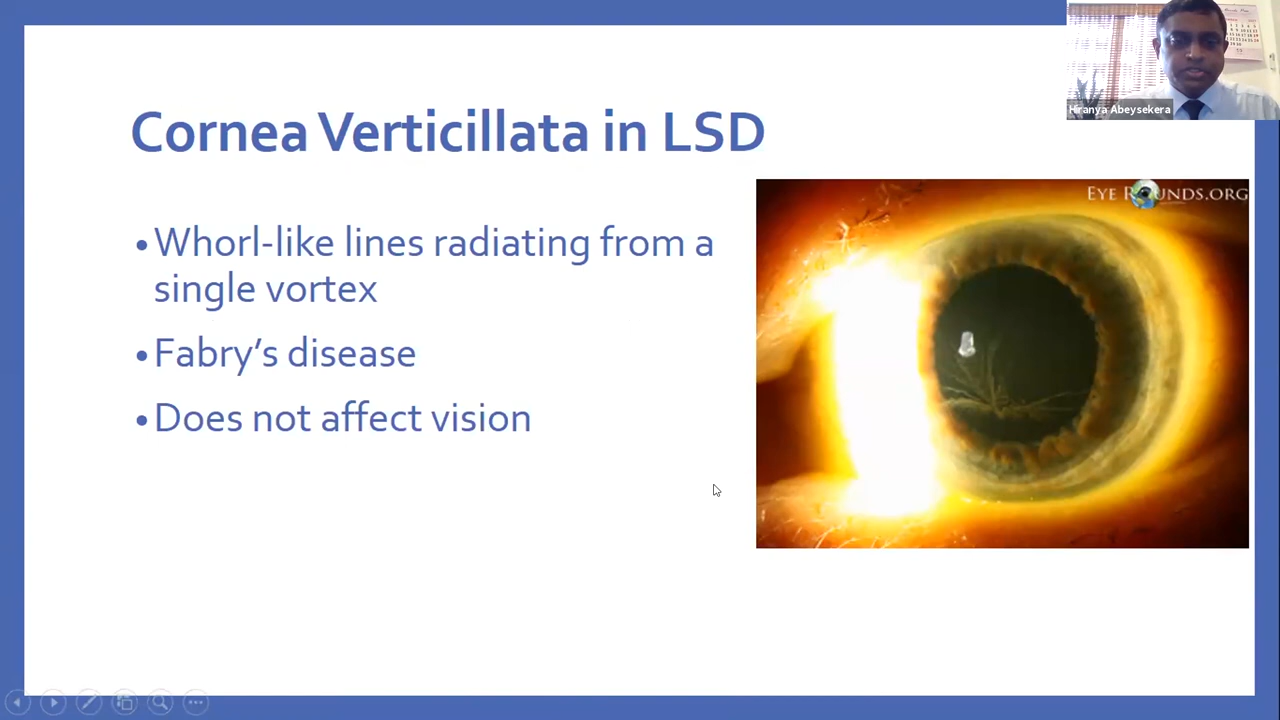 Hiranya Abeysekera
Cornea Verticillata in LSD
EYE ROUNDS.ORG
•Whorl-like lines radiating from a
single vortex
•Fabry's disease
•Does not affect vision